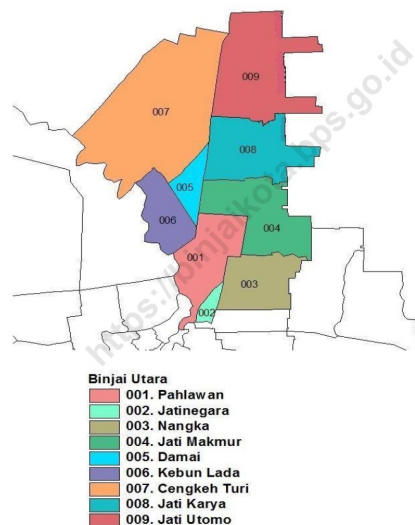 009
007
008
005
006
004
001
003
002
https://binjaikota.bps.go.id
Binjai Utara
001. Pahlawan
002. Jatinegara
003. Nangka
004. Jati Makmur
005. Damai
006. Kebun Lada
007. Cengkeh Turi
008. Jati Karya
009. Jati Utomo